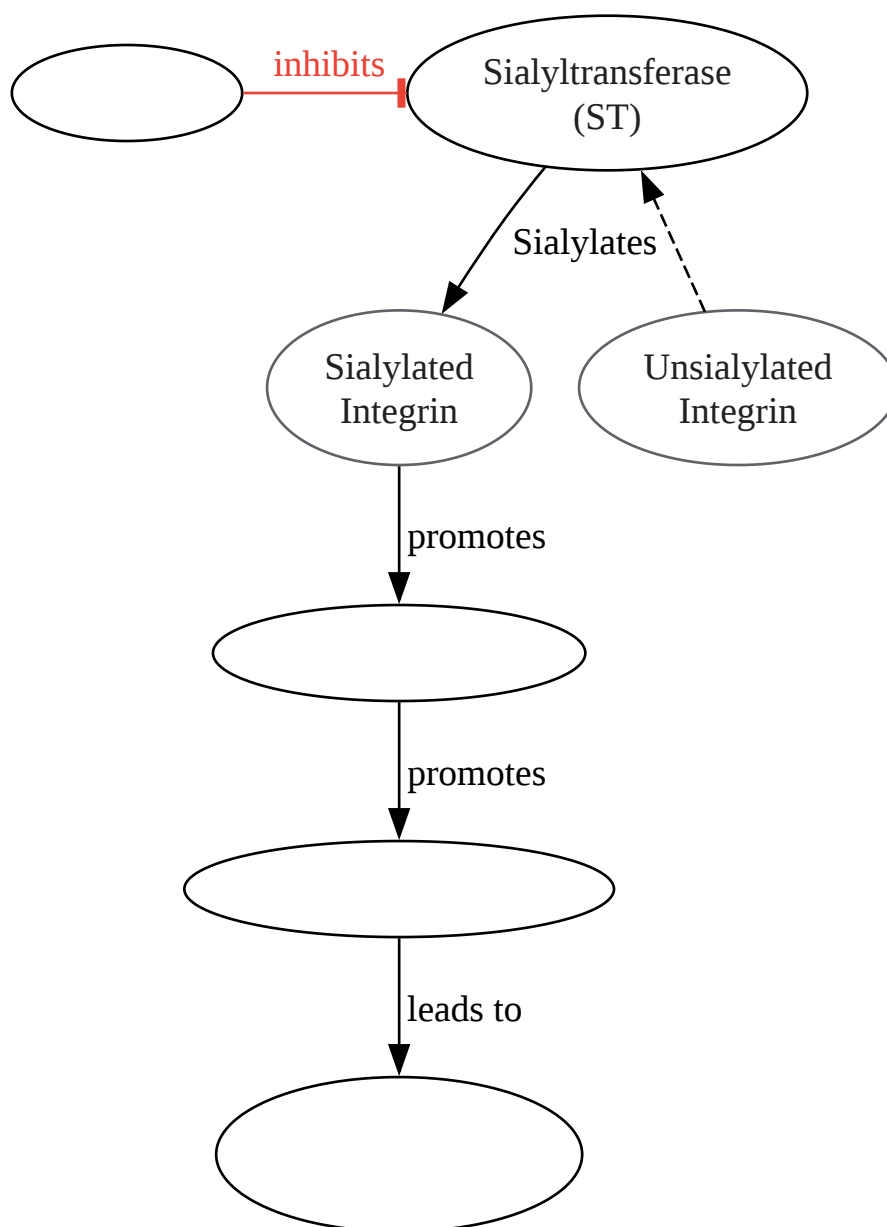 inhibits
Sialyltransferase
(ST)
Sialylates
Sialylated
Integrin
Unsialylated
Integrin
promotes
promotes
leads to